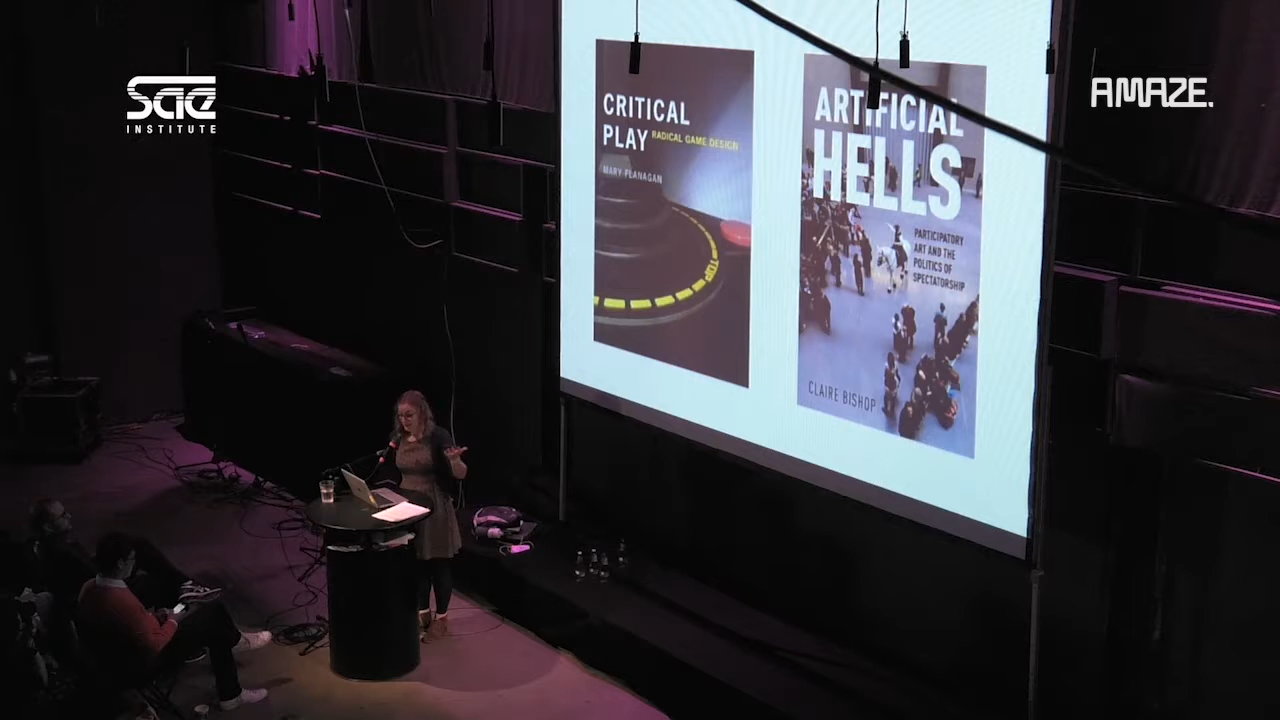 SAE
INSTITUTE
AMAZE.
CRITICAL
PLAY RADICAL GAME DESIGN
MARY FLANAGAN
TOP
ARTIFICIAL
HELLS
PARTICIPATORY
ART AND THE
POLITICS OF
SPECTATORSHIP
CLAIRE BISHOP